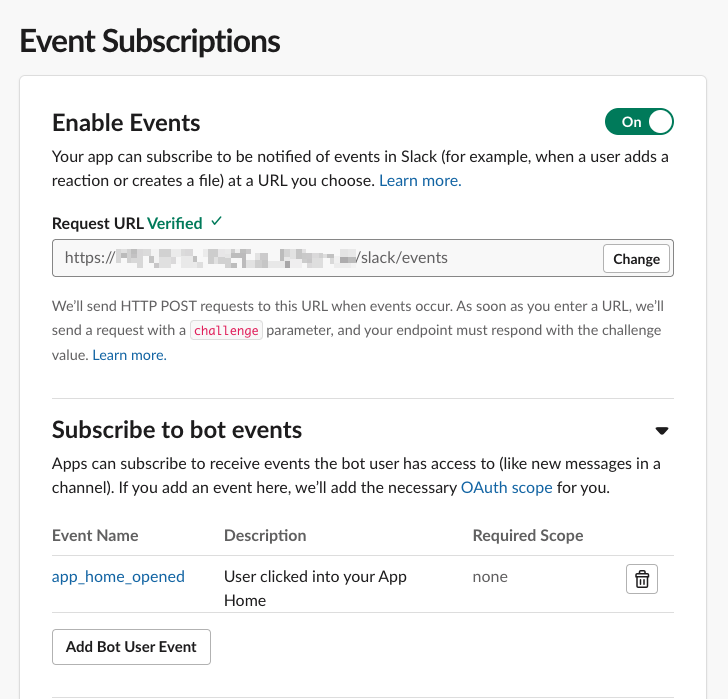 Event Subscriptions
Enable Events
On
Your app can subscribe to be notified of events in Slack (for example, when a user adds a
reaction or creates a file) at a URL you choose. Learn more.
Request URL Verified ✓
https:// /slack/events
Change
We’ll send HTTP POST requests to this URL when events occur. As soon as you enter a URL, we’ll
send a request with a challenge parameter, and your endpoint must respond with the challenge
value. Learn more.
Subscribe to bot events
Apps can subscribe to receive events the bot user has access to (like new messages in a
channel). If you add an event here, we’ll add the necessary OAuth scope for you.
Event Name Description Required Scope
app_home_opened User clicked into your App none
Home
Add Bot User Event